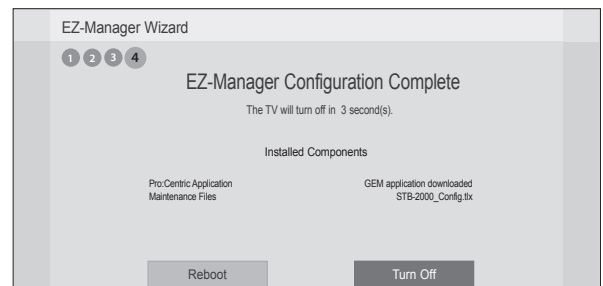 EZ-Manager Wizard
1 2 3 4
EZ-Manager Configuration Complete
The TV will turn off in 3 second(s).
Installed Components
Pro:Centric Application GEM application downloaded
Maintenance Files STB-2000_Config.tlx
Reboot Turn Off